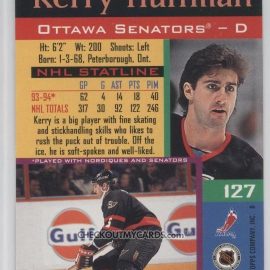 Kerry Huffman
OTTAWA SENATORS® - D
Ht: 6'2" Wt: 200 Shoots: Left
Born: 1-3-68, Peterborough, Ont.
NHL STATLINE
GP G AST PTS PIM
93-94* 62 4 14 18 40
NHL TOTALS 317 30 92 122 246
Kerry is a big player with fine skating
and stickhandling skills who likes to
rush the puck out of trouble. Off the
ice, he is soft-spoken and well-liked.
*PLAYED WITH NORDIQUES AND SENATORS
127
Gu
Gu
CHECKOUTMYCARDS.COM
NHL